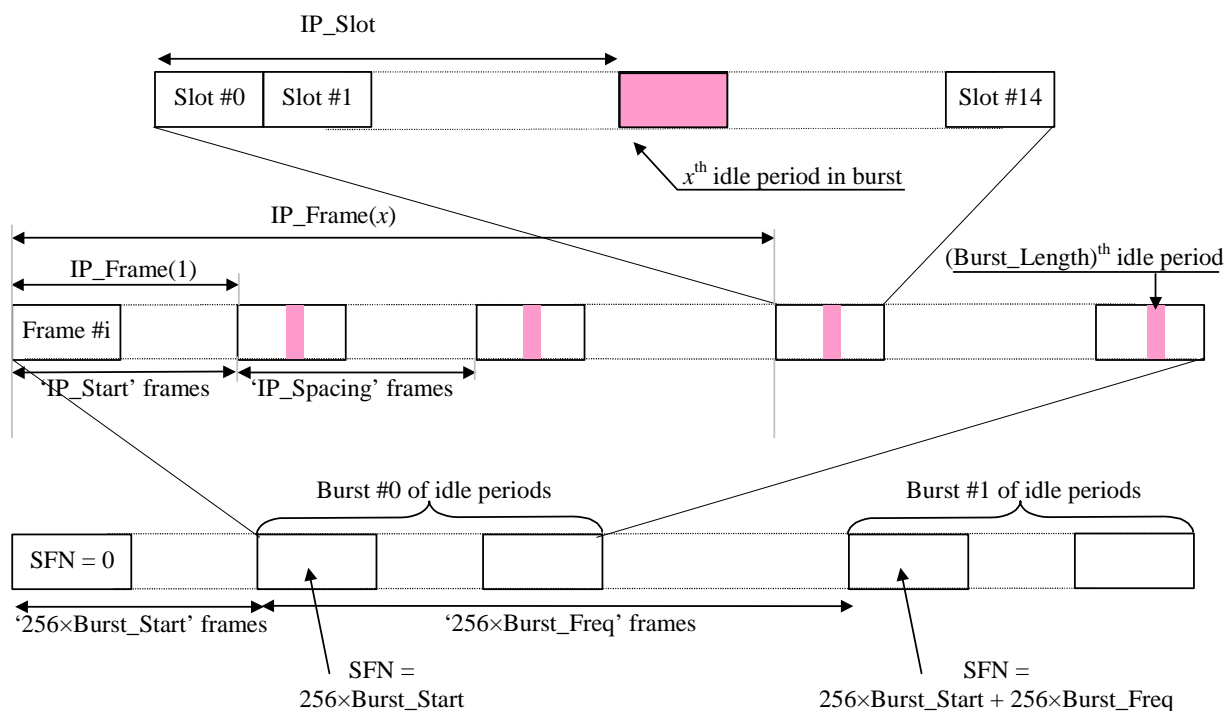 IP_Slot
Slot #0 Slot #1 Slot #14
xth idle period in burst
IP_Frame(x)
IP_Frame(1)
(Burst_Length)th idle period
Frame #i
‘IP_Start’ frames ‘IP_Spacing’ frames
Burst #0 of idle periods Burst #1 of idle periods
SFN = 0
‘256×Burst_Start’ frames ‘256×Burst_Freq’ frames
SFN = SFN =
256×Burst_Start 256×Burst_Start + 256×Burst_Freq